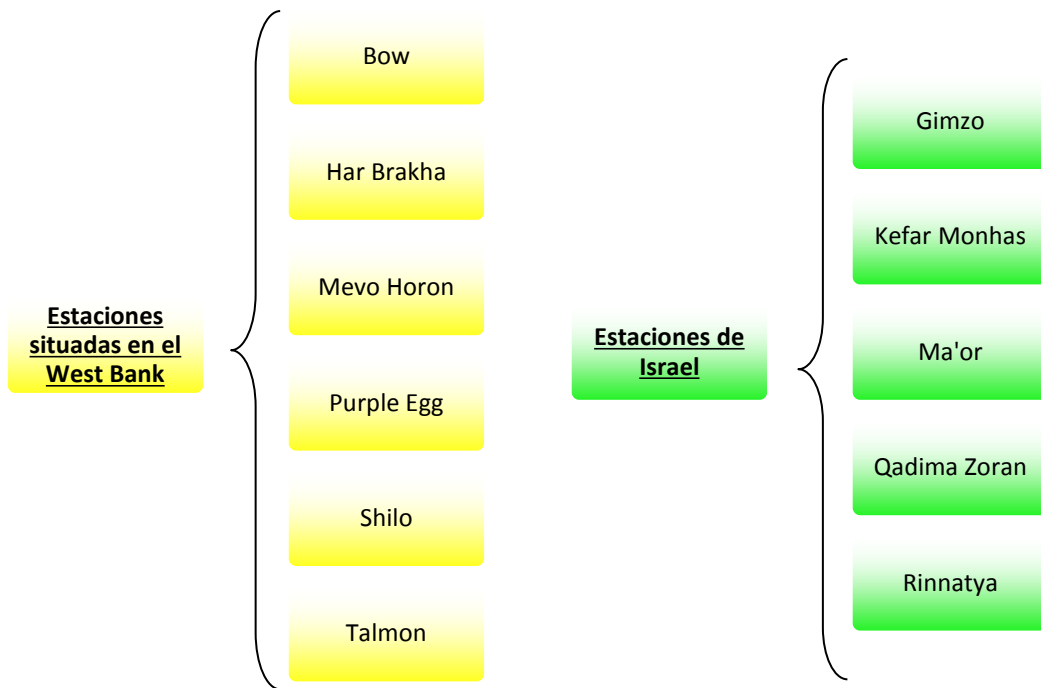 Estaciones
situadas en el
West Bank
Bow
Har Brakha
Mevo Horon
Purple Egg
Shilo
Talmon
Estaciones de
Israel
Gimzo
Kefar Monhas
Ma'or
Qadima Zoran
Rinnatya